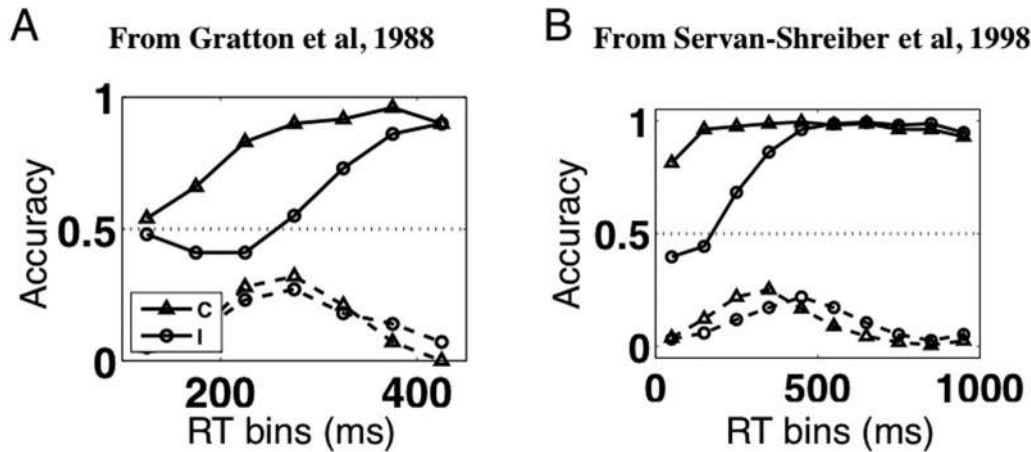 A
From Gratton et al, 1988
Accuracy
1
0.5
0
C
I
200
400
RT bins (ms)
B
From Servan-Shreiber et al, 1998
Accuracy
1
0.5
0
0
500
1000
RT bins (ms)